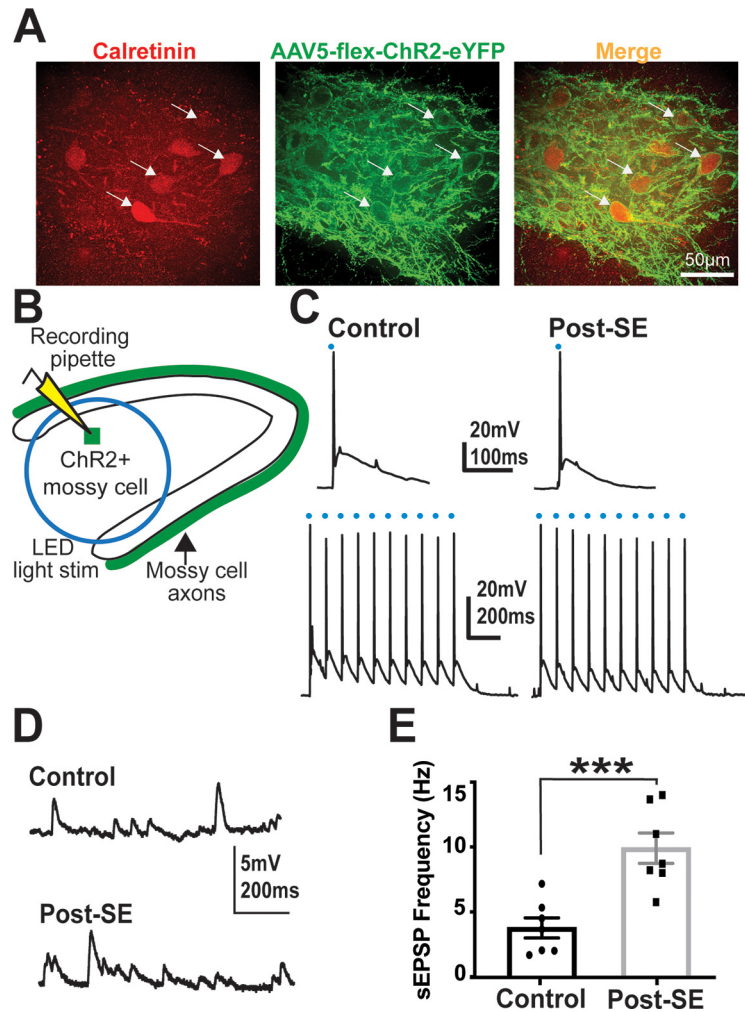 A
Calretinin
AAV5-flex-ChR2-eYFP
Merge
50µm
B
Recording
pipette
ChR2+
mossy cell
LED
light stim
Mossy cell
axons
C
Control
Post-SE
20mV
100ms
20mV
200ms
D
Control
5mV
200ms
Post-SE
E
***
sEPSP Frequency (Hz)
15
10
5
0
Control
Post-SE